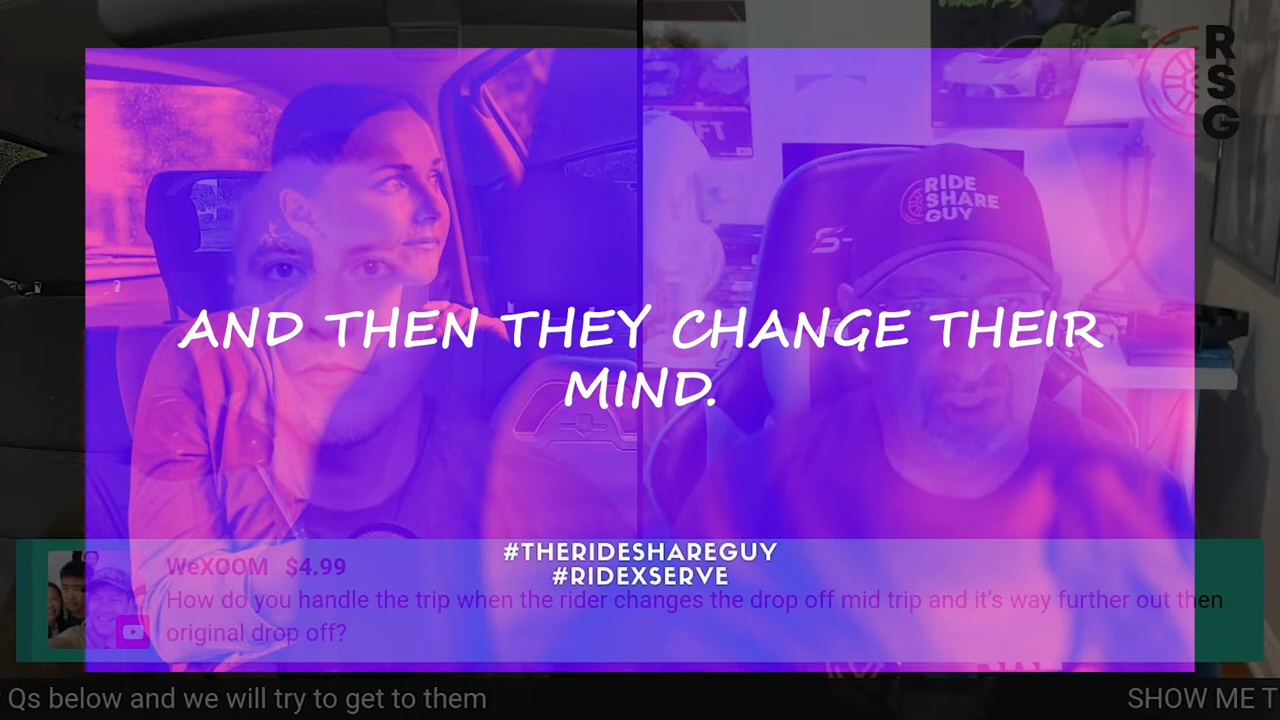 R
S
G
RIDE
SHARE
GUY
S-
AND THEN THEY CHANGE THEIR
MIND.
#THERIDESHAREGUY
#RIDEXSERVE
WeXOOM $4.99
How do you handle the trip when the rider changes the drop off mid trip and it's way further out then
original drop off?
Qs below and we will try to get to them
SHOW ME T